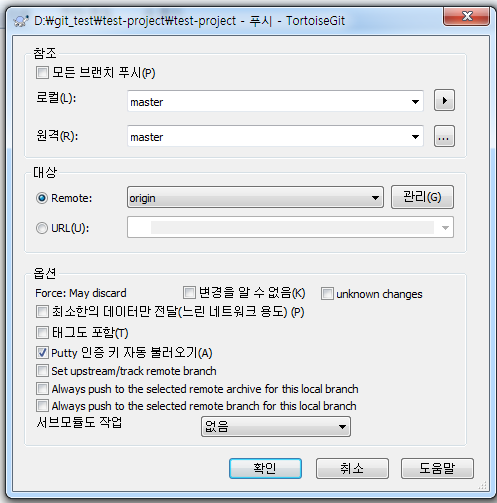 D:₩git_test₩test-project₩test-project - 푸시 - TortoiseGit
참조
모든 브랜치 푸시(P)
로컬(L):
master
원격(R):
master
...
대상
Remote:
origin
관리(G)
URL(U):
옵션
Force: May discard
변경을 알 수 없음(K)
unknown changes
최소한의 데이터만 전달(느린 네트워크 용도) (P)
태그도 포함(T)
Putty 인증 키 자동 불러오기(A)
Set upstream/track remote branch
Always push to the selected remote archive for this local branch
Always push to the selected remote branch for this local branch
서브모듈도 작업
없음
확인
취소
도움말